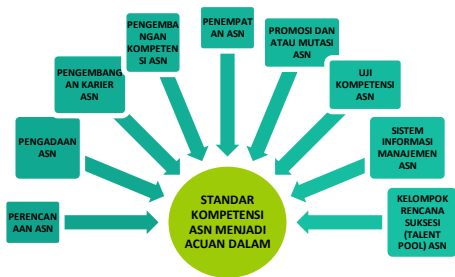 PERENCAN
AAN ASN
PENGADAAN
ASN
PENGEMBANG
AN KARIER
ASN
PENGEMBA
NGAN
KOMPETEN
SI ASN
PENEMPAT
AN ASN
PROMOSI DAN
ATAU MUTASI
ASN
UJI
KOMPETENSI
ASN
SISTEM
INFORMASI
MANAJEMEN
ASN
KELOMPOK
RENCANA
SUKSESI
(TALENT
POOL) ASN
STANDAR
KOMPETENSI
ASN MENJADI
ACUAN DALAM